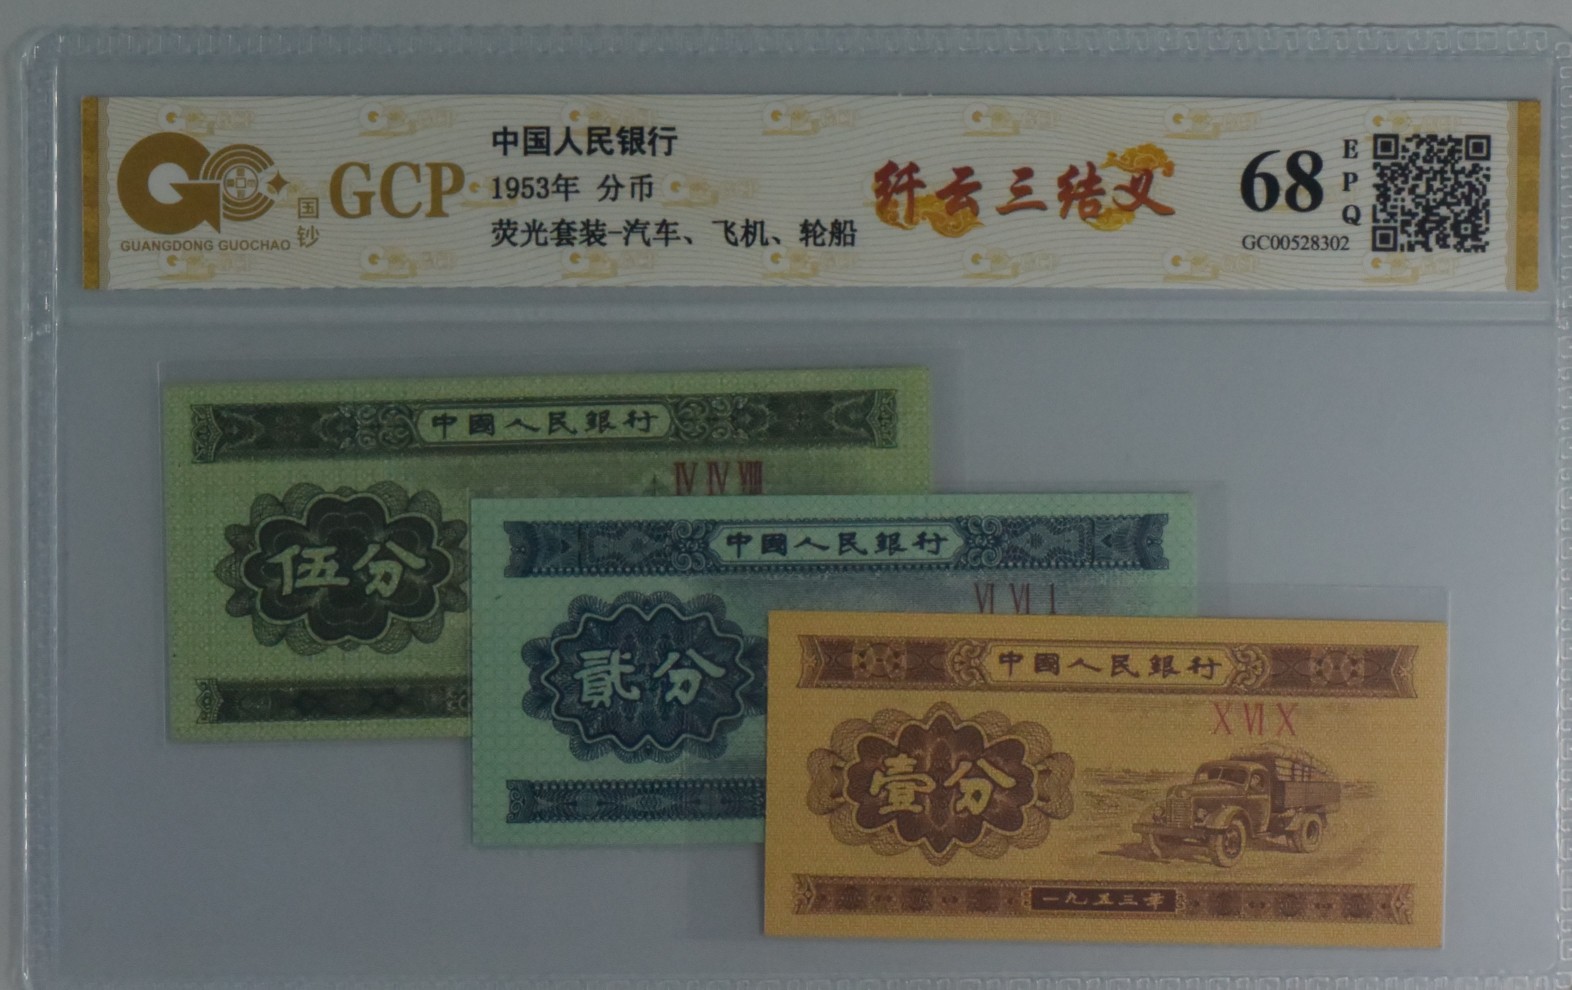 GUANGDONG GUOCHAO
国钞
GCP
中国人民银行
1953年 分币
荧光套装-汽车、飞机、轮船
纤云三结义
68
EPQ
GC00528302
中國人民銀行
IV IV VIII
伍分
中國人民銀行
VI VI I
貳分
中國人民銀行
X VI X
壹分
一九五三年